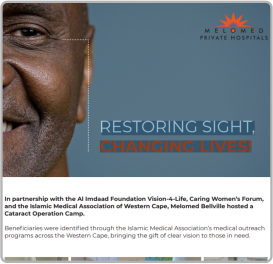 MELOMED
PRIVATE HOSPITALS
RESTORING SIGHT,
CHANGING LIVES!
In partnership with the Al Imdaad Foundation Vision-4-Life, Caring Women's Forum,
and the Islamic Medical Association of Western Cape, Melomed Bellville hosted a
Cataract Operation Camp.
Beneficiaries were identified through the Islamic Medical Association's medical outreach
programs across the Western Cape, bringing the gift of clear vision to those in need.